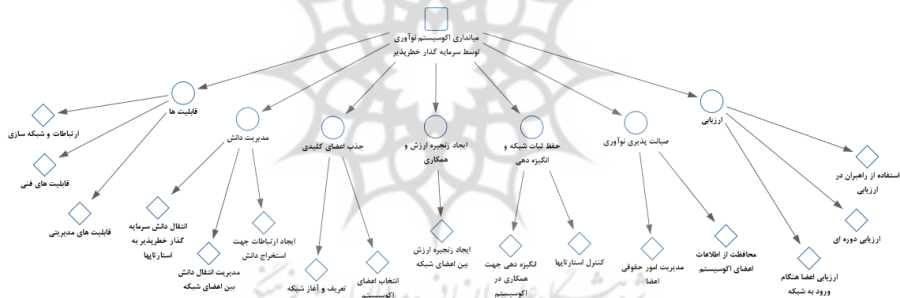 میانداری اکوسیستم نوآوری
توسط سرمایه گذار خطرپذیر
قابلیت ها
ارتباطات و شبکه سازی
قابلیت های فنی
قابلیت های مدیریتی
مدیریت دانش
انتقال دانش سرمایه
گذار خطرپذیر به
استارتاپها
مدیریت انتقال دانش
بین اعضای شبکه
ایجاد ارتباطات جهت
استخراج دانش
جذب اعضای کلیدی
تعریف و آغاز شبکه
انتخاب اعضای
اکوسیستم
ایجاد زنجیره ارزش و
همکاری
ایجاد زنجیره ارزش
بین اعضای شبکه
حفظ ثبات شبکه و
انگیزه دهی
انگیزه دهی جهت
همکاری در
اکوسیستم
کنترل استارتاپها
صیانت پذیری نوآوری
مدیریت امور حقوقی
اعضا
محافظت از اطلاعات
اعضای اکوسیستم
ارزیابی
ارزیابی اعضا هنگام
ورود به شبکه
ارزیابی دوره ای
استفاده از راهبران در
ارزیابی